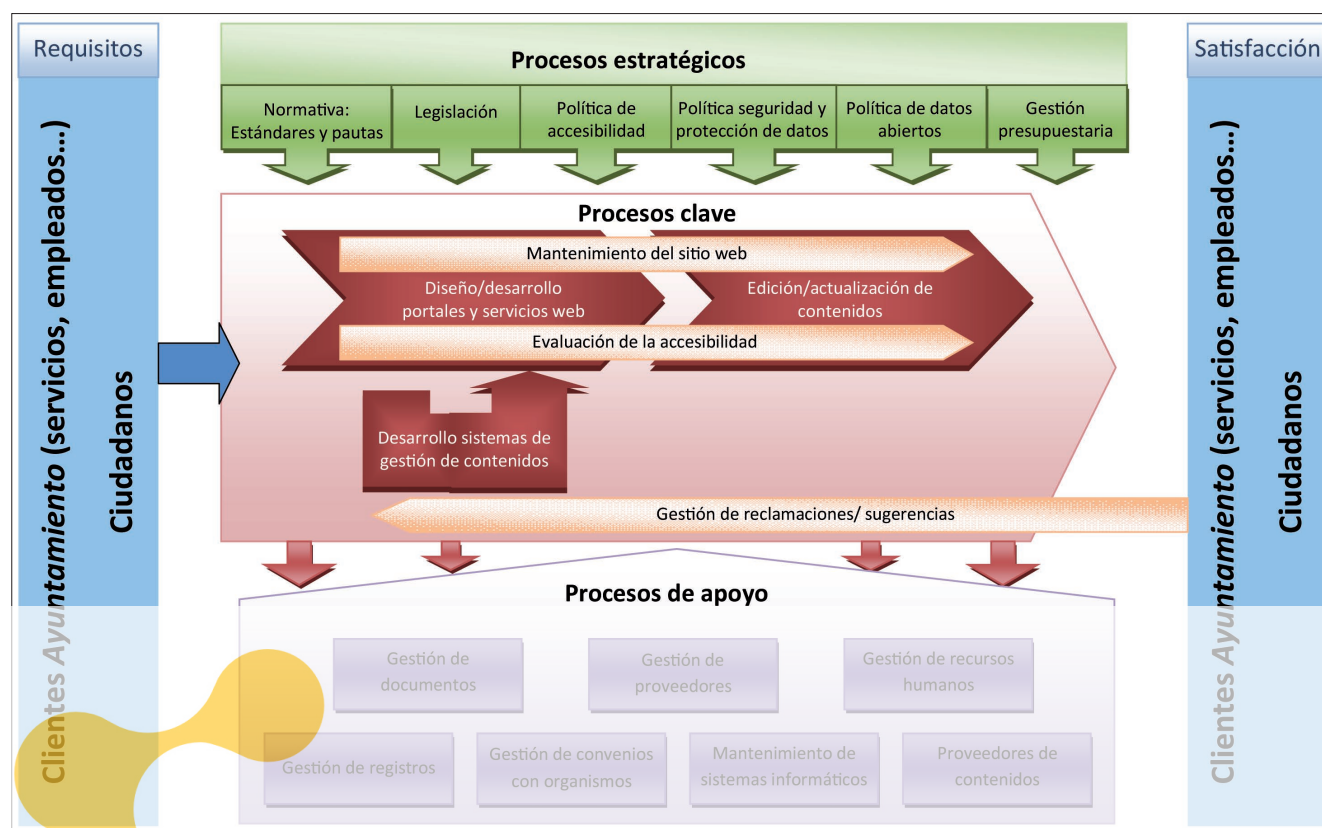 Requisitos
Clientes Ayuntamiento (servicios, empleados...)
Ciudadanos
Procesos estratégicos
Normativa:
Estándares y pautas
Legislación
Política de
accesibilidad
Política seguridad y
protección de datos
Política de datos
abiertos
Gestión
presupuestaria
Procesos clave
Mantenimiento del sitio web
Diseño/desarrollo
portales y servicios web
Edición/actualización de
contenidos
Evaluación de la accesibilidad
Desarrollo sistemas de
gestión de contenidos
Gestión de reclamaciones/ sugerencias
Procesos de apoyo
Gestión de
documentos
Gestión de
proveedores
Gestión de recursos
humanos
Gestión de registros
Gestión de convenios
con organismos
Mantenimiento de
sistemas informáticos
Proveedores de
contenidos
Satisfacción
Clientes Ayuntamiento (servicios, empleados...)
Ciudadanos